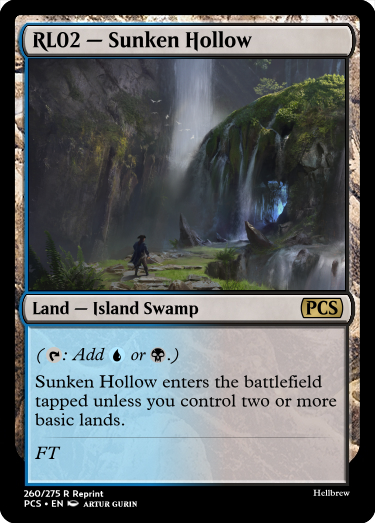 RL02 — Sunken Hollow
Land — Island Swamp
PCS
( : Add or .)
Sunken Hollow enters the battlefield
tapped unless you control two or more
basic lands.
FT
260/275 R Reprint
Hellbrew
PCS • EN ARTUR GURIN